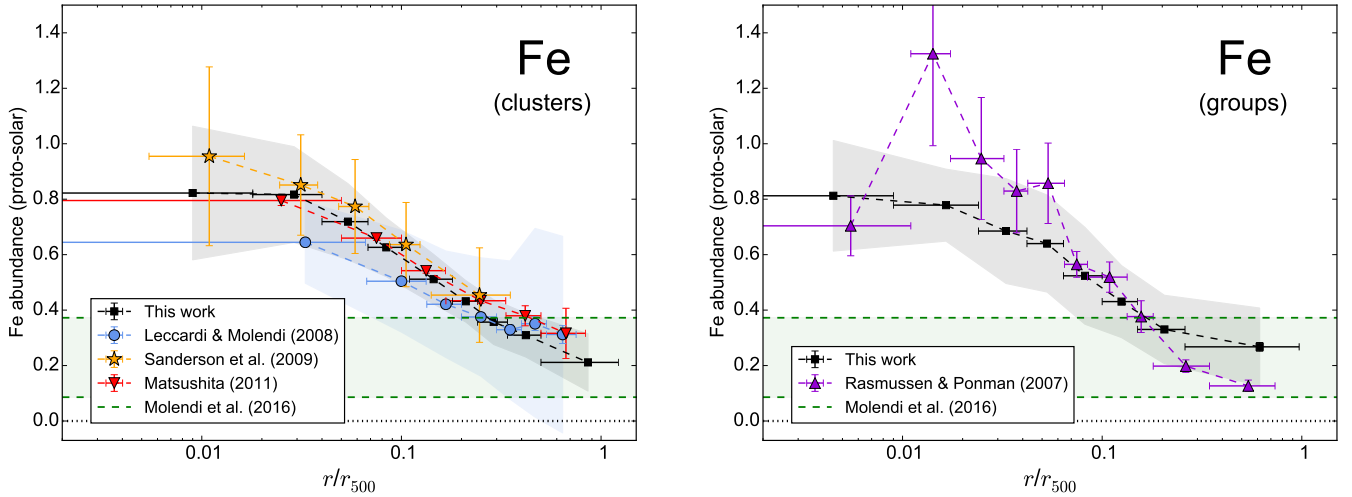 Fe
(clusters)
Fe abundance (proto-solar)
1.4
1.2
1.0
0.8
0.6
0.4
0.2
0.0
This work
Leccardi & Molendi (2008)
Sanderson et al. (2009)
Matsushita (2011)
Molendi et al. (2016)
0.01 0.1 1
r/r500
Fe
(groups)
Fe abundance (proto-solar)
1.4
1.2
1.0
0.8
0.6
0.4
0.2
0.0
This work
Rasmussen & Ponman (2007)
Molendi et al. (2016)
0.01 0.1 1
r/r500